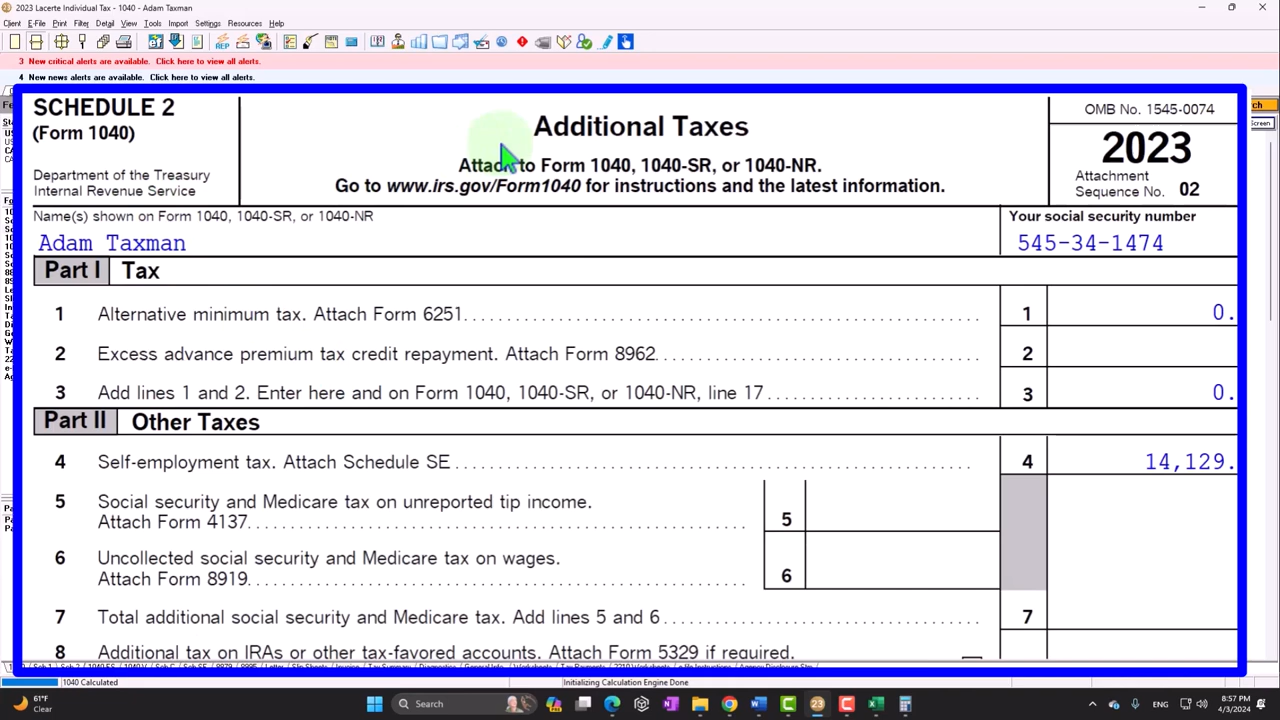 2023 Lacerte Individual Tax - 1040 - Adam Taxman
Client E-File Print Filter Detail View Tools Import Settings Resources Help
3 New critical alerts are available. Click here to view all alerts.
4 New news alerts are available. Click here to view all alerts.
SCHEDULE 2
(Form 1040)
Department of the Treasury
Internal Revenue Service
Additional Taxes
Attach to Form 1040, 1040-SR, or 1040-NR.
Go to www.irs.gov/Form1040 for instructions and the latest information.
OMB No. 1545-0074
2023
Attachment
Sequence No. 02
Name(s) shown on Form 1040, 1040-SR, or 1040-NR
Your social security number
Adam Taxman
545-34-1474
Part I Tax
1 Alternative minimum tax. Attach Form 6251 1 0.
2 Excess advance premium tax credit repayment. Attach Form 8962 2
3 Add lines 1 and 2. Enter here and on Form 1040, 1040-SR, or 1040-NR, line 17 3 0.
Part II Other Taxes
4 Self-employment tax. Attach Schedule SE 4 14,129.
5 Social security and Medicare tax on unreported tip income.
Attach Form 4137 5
6 Uncollected social security and Medicare tax on wages.
Attach Form 8919 6
7 Total additional social security and Medicare tax. Add lines 5 and 6 7
8 Additional tax on IRAs or other tax-favored accounts. Attach Form 5329 if required.
1040 Calculated
Initializing Calculation Engine Done
61°F
Clear
Search
8:57 PM
4/3/2024